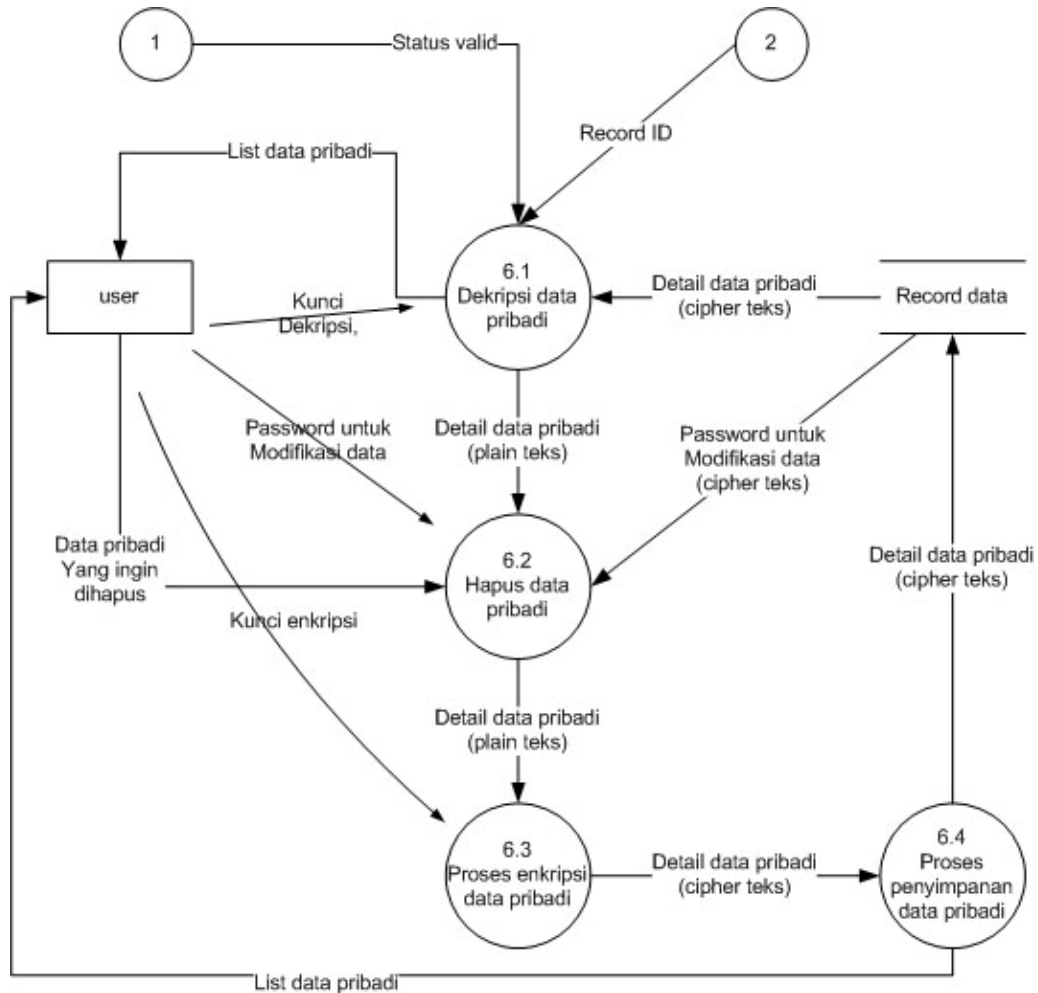 1
Status valid
2
Record ID
List data pribadi
user
Kunci
Dekripsi,
6.1
Dekripsi data
pribadi
Detail data pribadi
(cipher teks)
Record data
Password untuk
Modifikasi data
Detail data pribadi
(plain teks)
Password untuk
Modifikasi data
(cipher teks)
Data pribadi
Yang ingin
dihapus
6.2
Hapus data
pribadi
Detail data pribadi
(cipher teks)
Kunci enkripsi
Detail data pribadi
(plain teks)
6.3
Proses enkripsi
data pribadi
Detail data pribadi
(cipher teks)
6.4
Proses
penyimpanan
data pribadi
List data pribadi